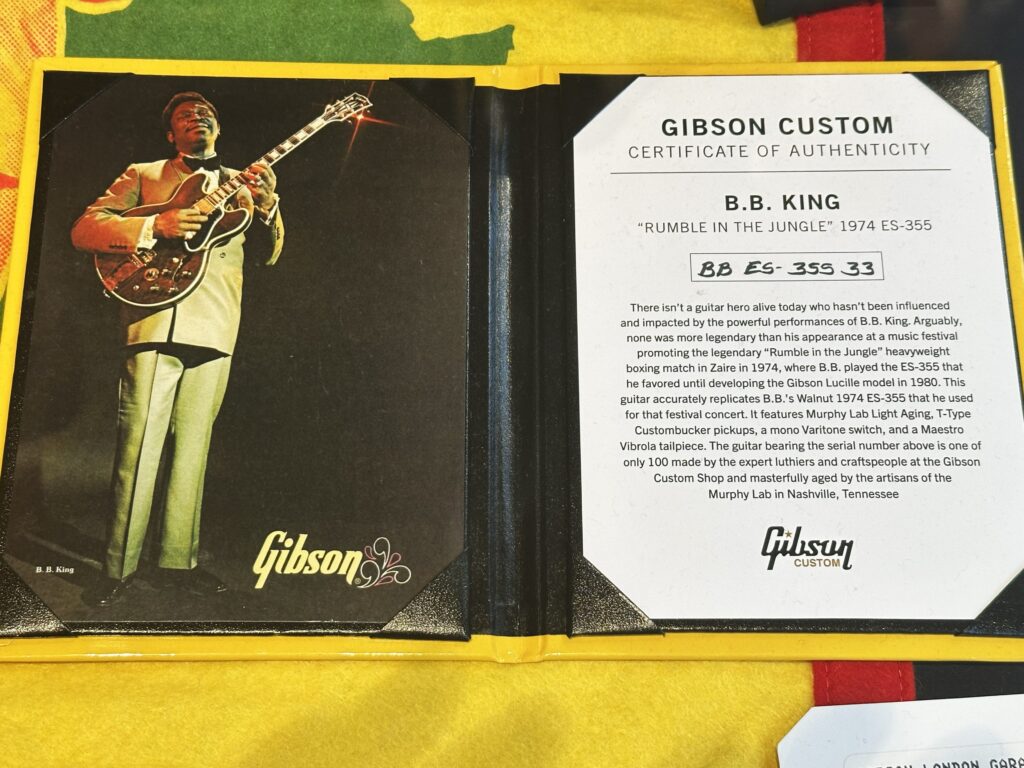 B. B. King
Gibson
CUSTOM
GIBSON CUSTOM
CERTIFICATE OF AUTHENTICITY
B.B. KING
“RUMBLE IN THE JUNGLE” 1974 ES-355
BB ES-355 33
There isn't a guitar hero alive today who hasn't been influenced
and impacted by the powerful performances of B.B. King. Arguably,
none was more legendary than his appearance at a music festival
promoting the legendary “Rumble in the Jungle” heavyweight
boxing match in Zaire in 1974, where B.B. played the ES-355 that
he favored until developing the Gibson Lucille model in 1980. This
guitar accurately replicates B.B.'s Walnut 1974 ES-355 that he used
for that festival concert. It features Murphy Lab Light Aging, T-Type
Custombucker pickups, a mono Varitone switch, and a Maestro
Vibrola tailpiece. The guitar bearing the serial number above is one of
only 100 made by the expert luthiers and craftspeople at the Gibson
Custom Shop and masterfully aged by the artisans of the
Murphy Lab in Nashville, Tennessee
Gibson
CUSTOM
LONDON